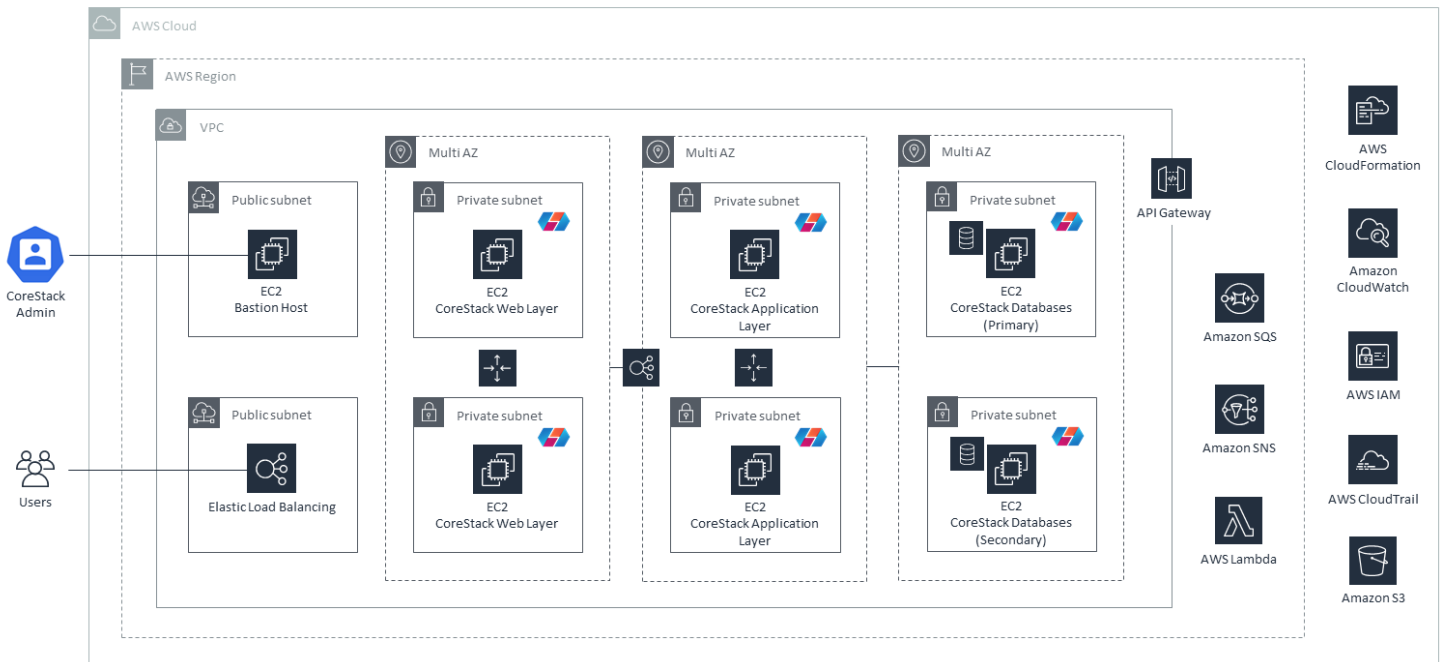 AWS Cloud
AWS Region
VPC
Multi AZ
Multi AZ
Multi AZ
Public subnet
EC2
Bastion Host
Private subnet
EC2
CoreStack Web Layer
Private subnet
EC2
CoreStack Application
Layer
Private subnet
EC2
CoreStack Databases
(Primary)
CoreStack
Admin
Public subnet
Elastic Load Balancing
Private subnet
EC2
CoreStack Web Layer
Private subnet
EC2
CoreStack Application
Layer
Private subnet
EC2
CoreStack Databases
(Secondary)
Users
API Gateway
Amazon SQS
Amazon SNS
AWS Lambda
AWS
CloudFormation
Amazon
CloudWatch
AWS IAM
AWS CloudTrail
Amazon S3